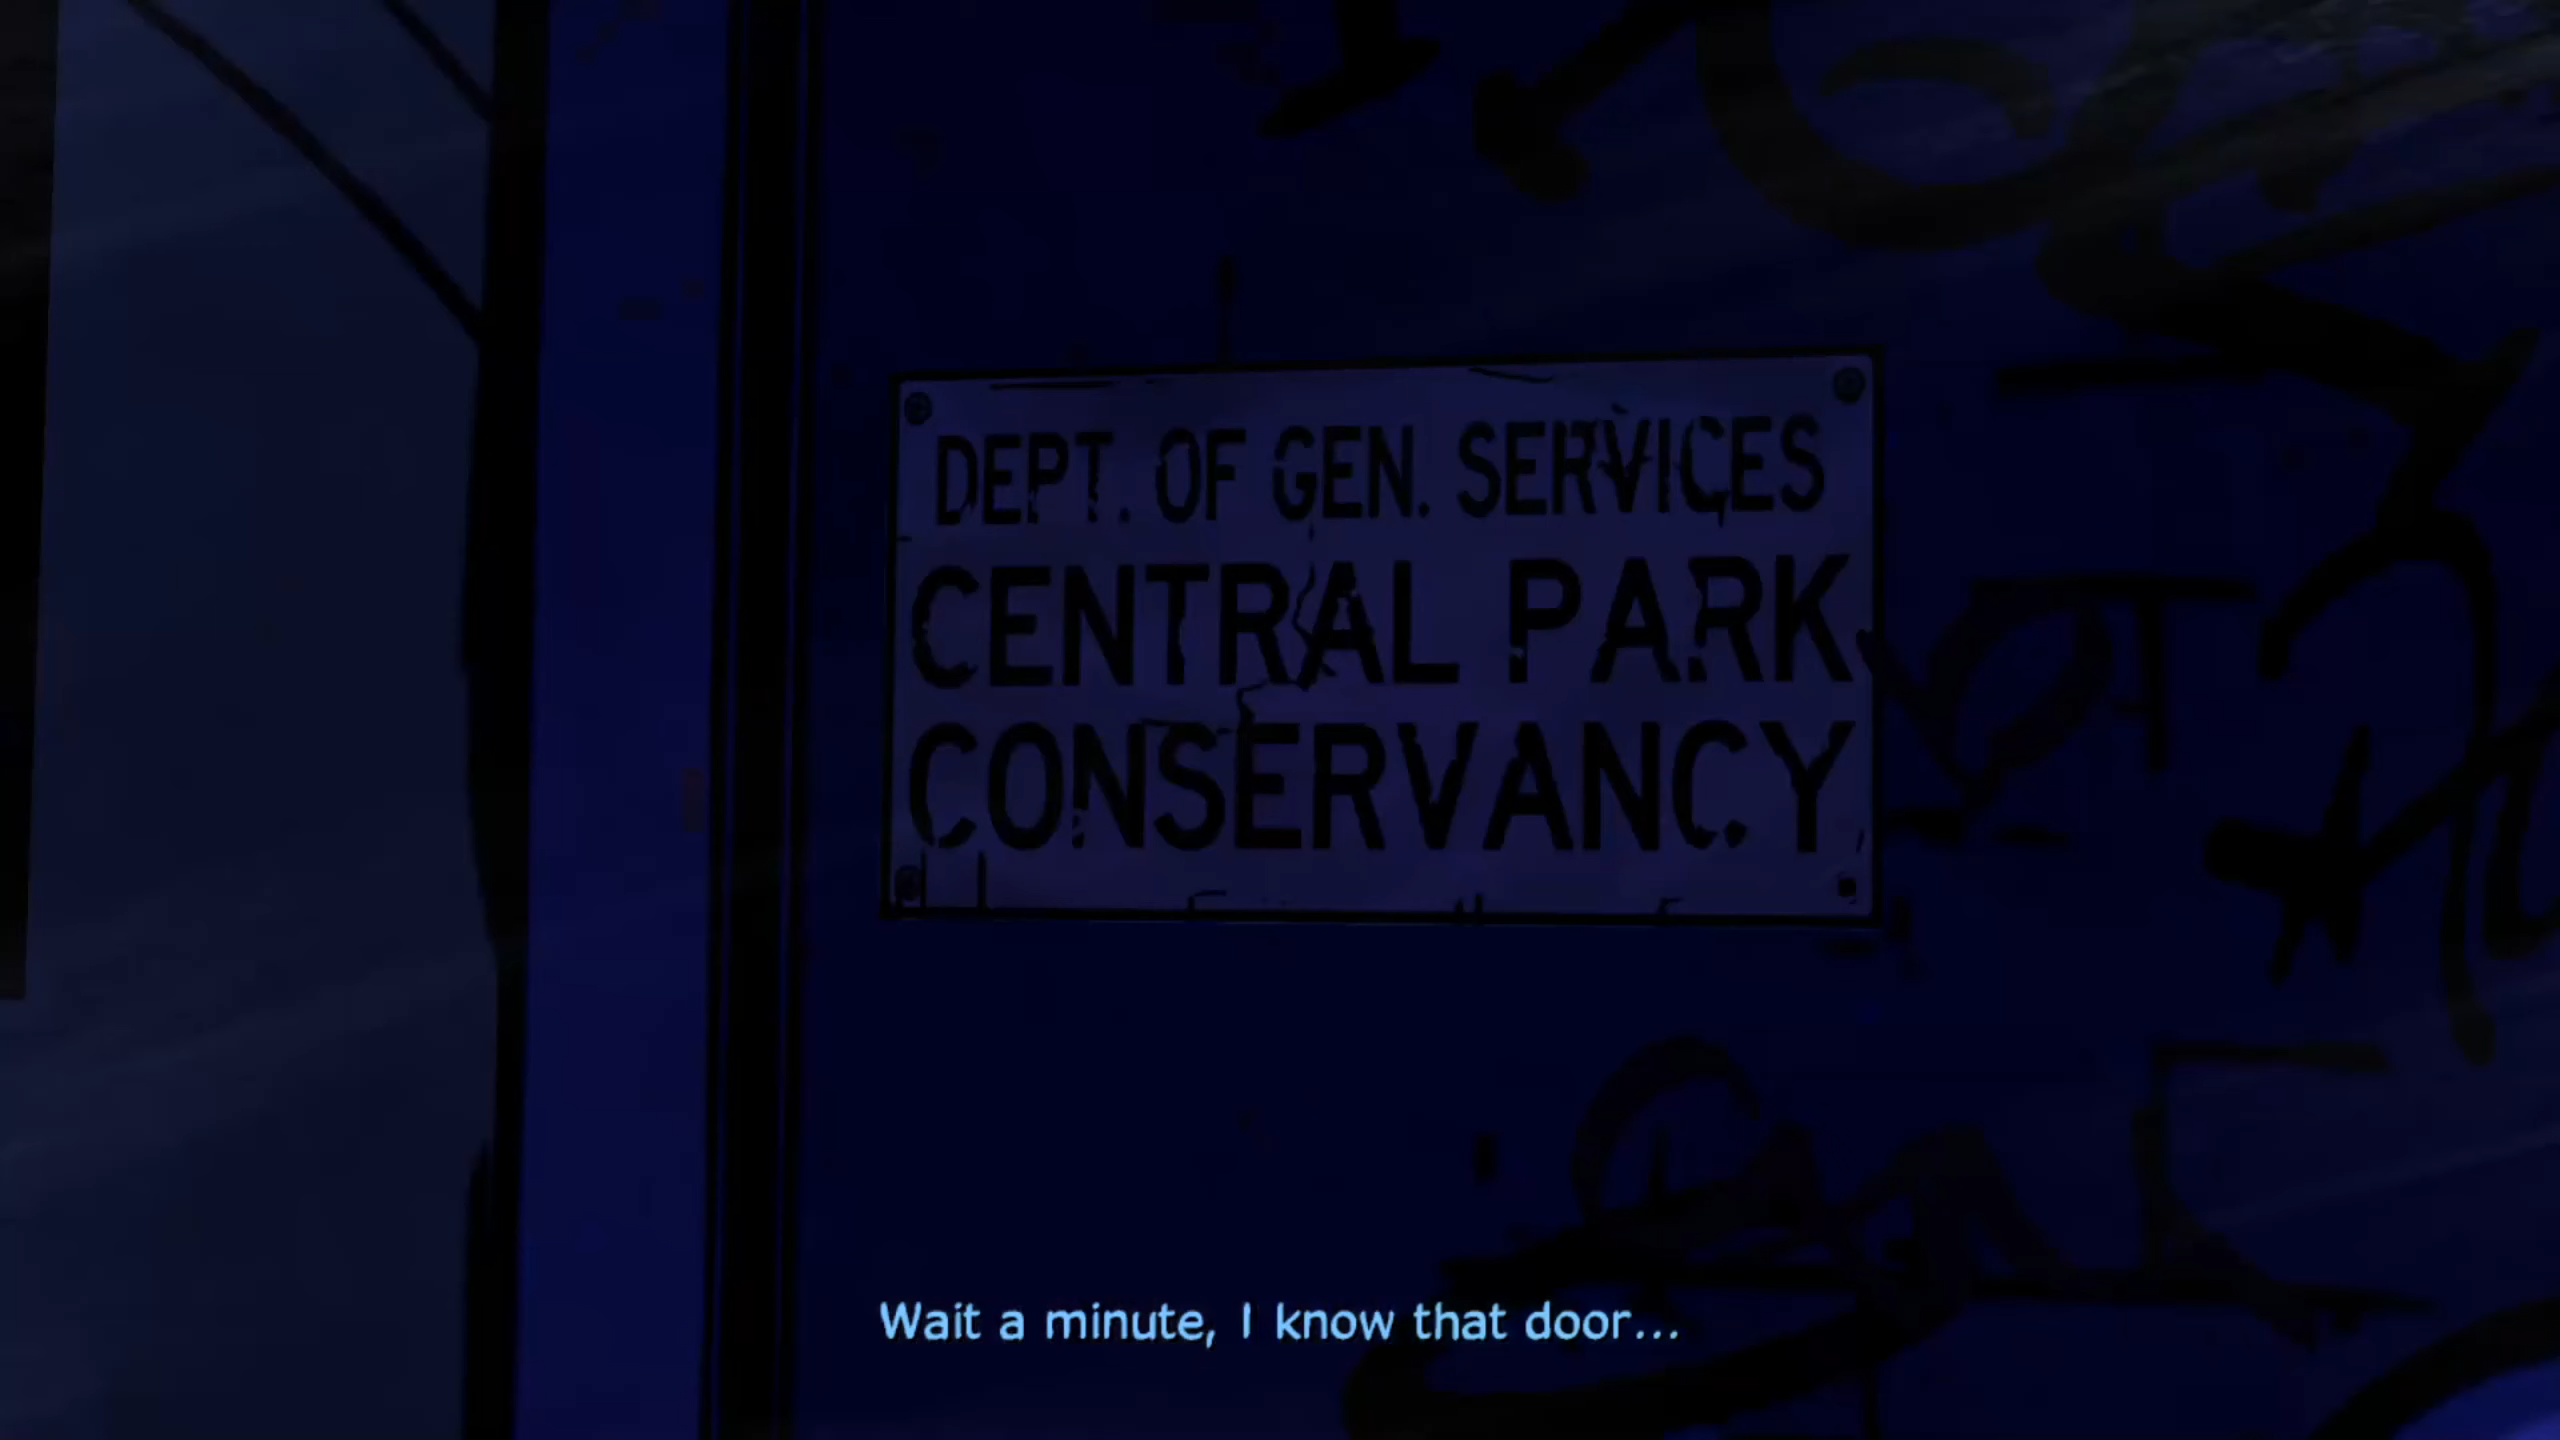 DEPT. OF GEN. SERVICES
CENTRAL PARK
CONSERVANCY
Wait a minute, I know that door...